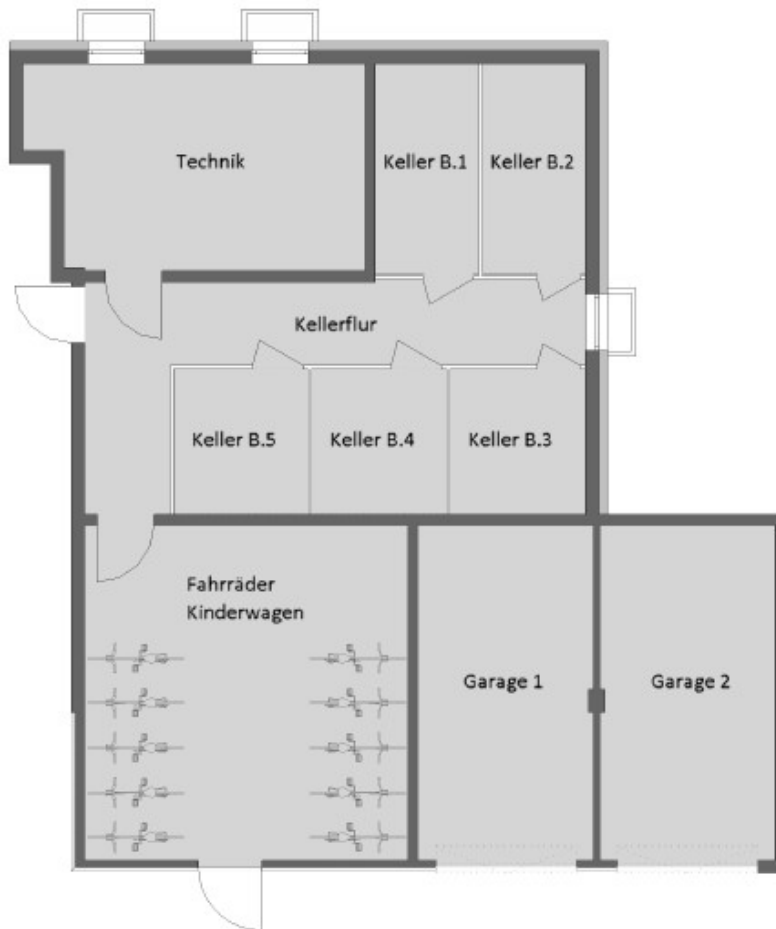 Technik
Keller B.1
Keller B.2
Kellerflur
Keller B.5
Keller B.4
Keller B.3
Fahrräder
Kinderwagen
Garage 1
Garage 2